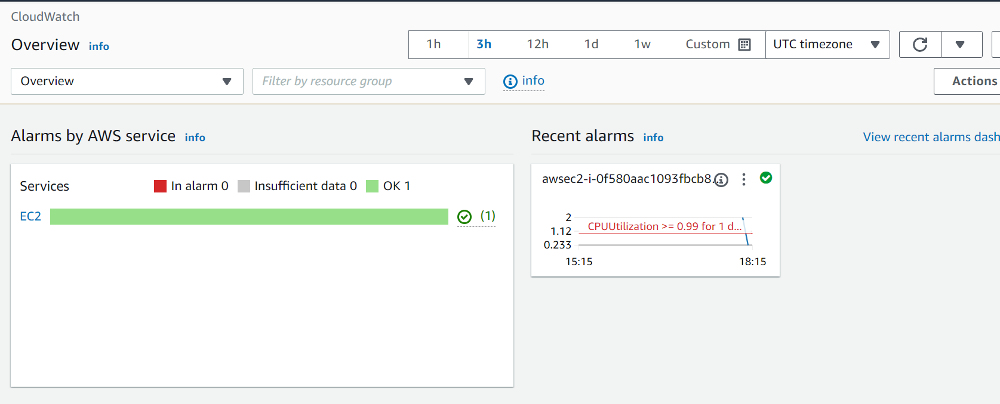 CloudWatch
Overview info
1h 3h 12h 1d 1w Custom UTC timezone
Overview Filter by resource group info Actions
Alarms by AWS service info
Services In alarm 0 Insufficient data 0 OK 1
EC2 (1)
Recent alarms info View recent alarms dash
awsec2-i-0f580aac1093fbcb8...
2
CPUUtilization >= 0.99 for 1 d...
1.12
0.233
15:15 18:15